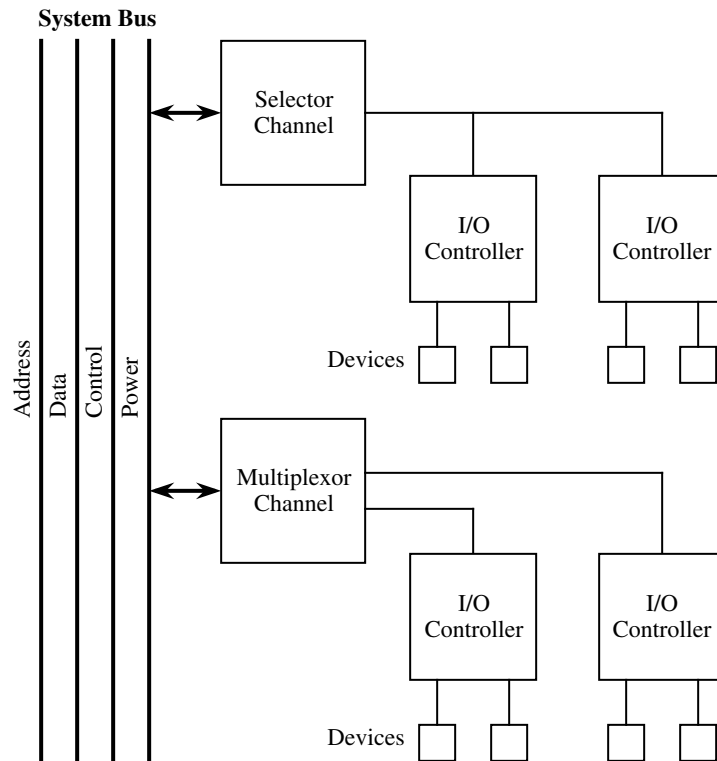 System Bus
Address
Data
Control
Power
Selector
Channel
I/O
Controller
I/O
Controller
Devices
Multiplexor
Channel
I/O
Controller
I/O
Controller
Devices